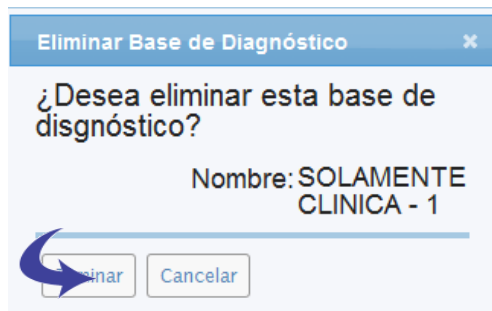 Eliminar Base de Diagnóstico ×
¿Desea eliminar esta base de
disgnóstico?
Nombre: SOLAMENTE
CLINICA - 1
Cancelar